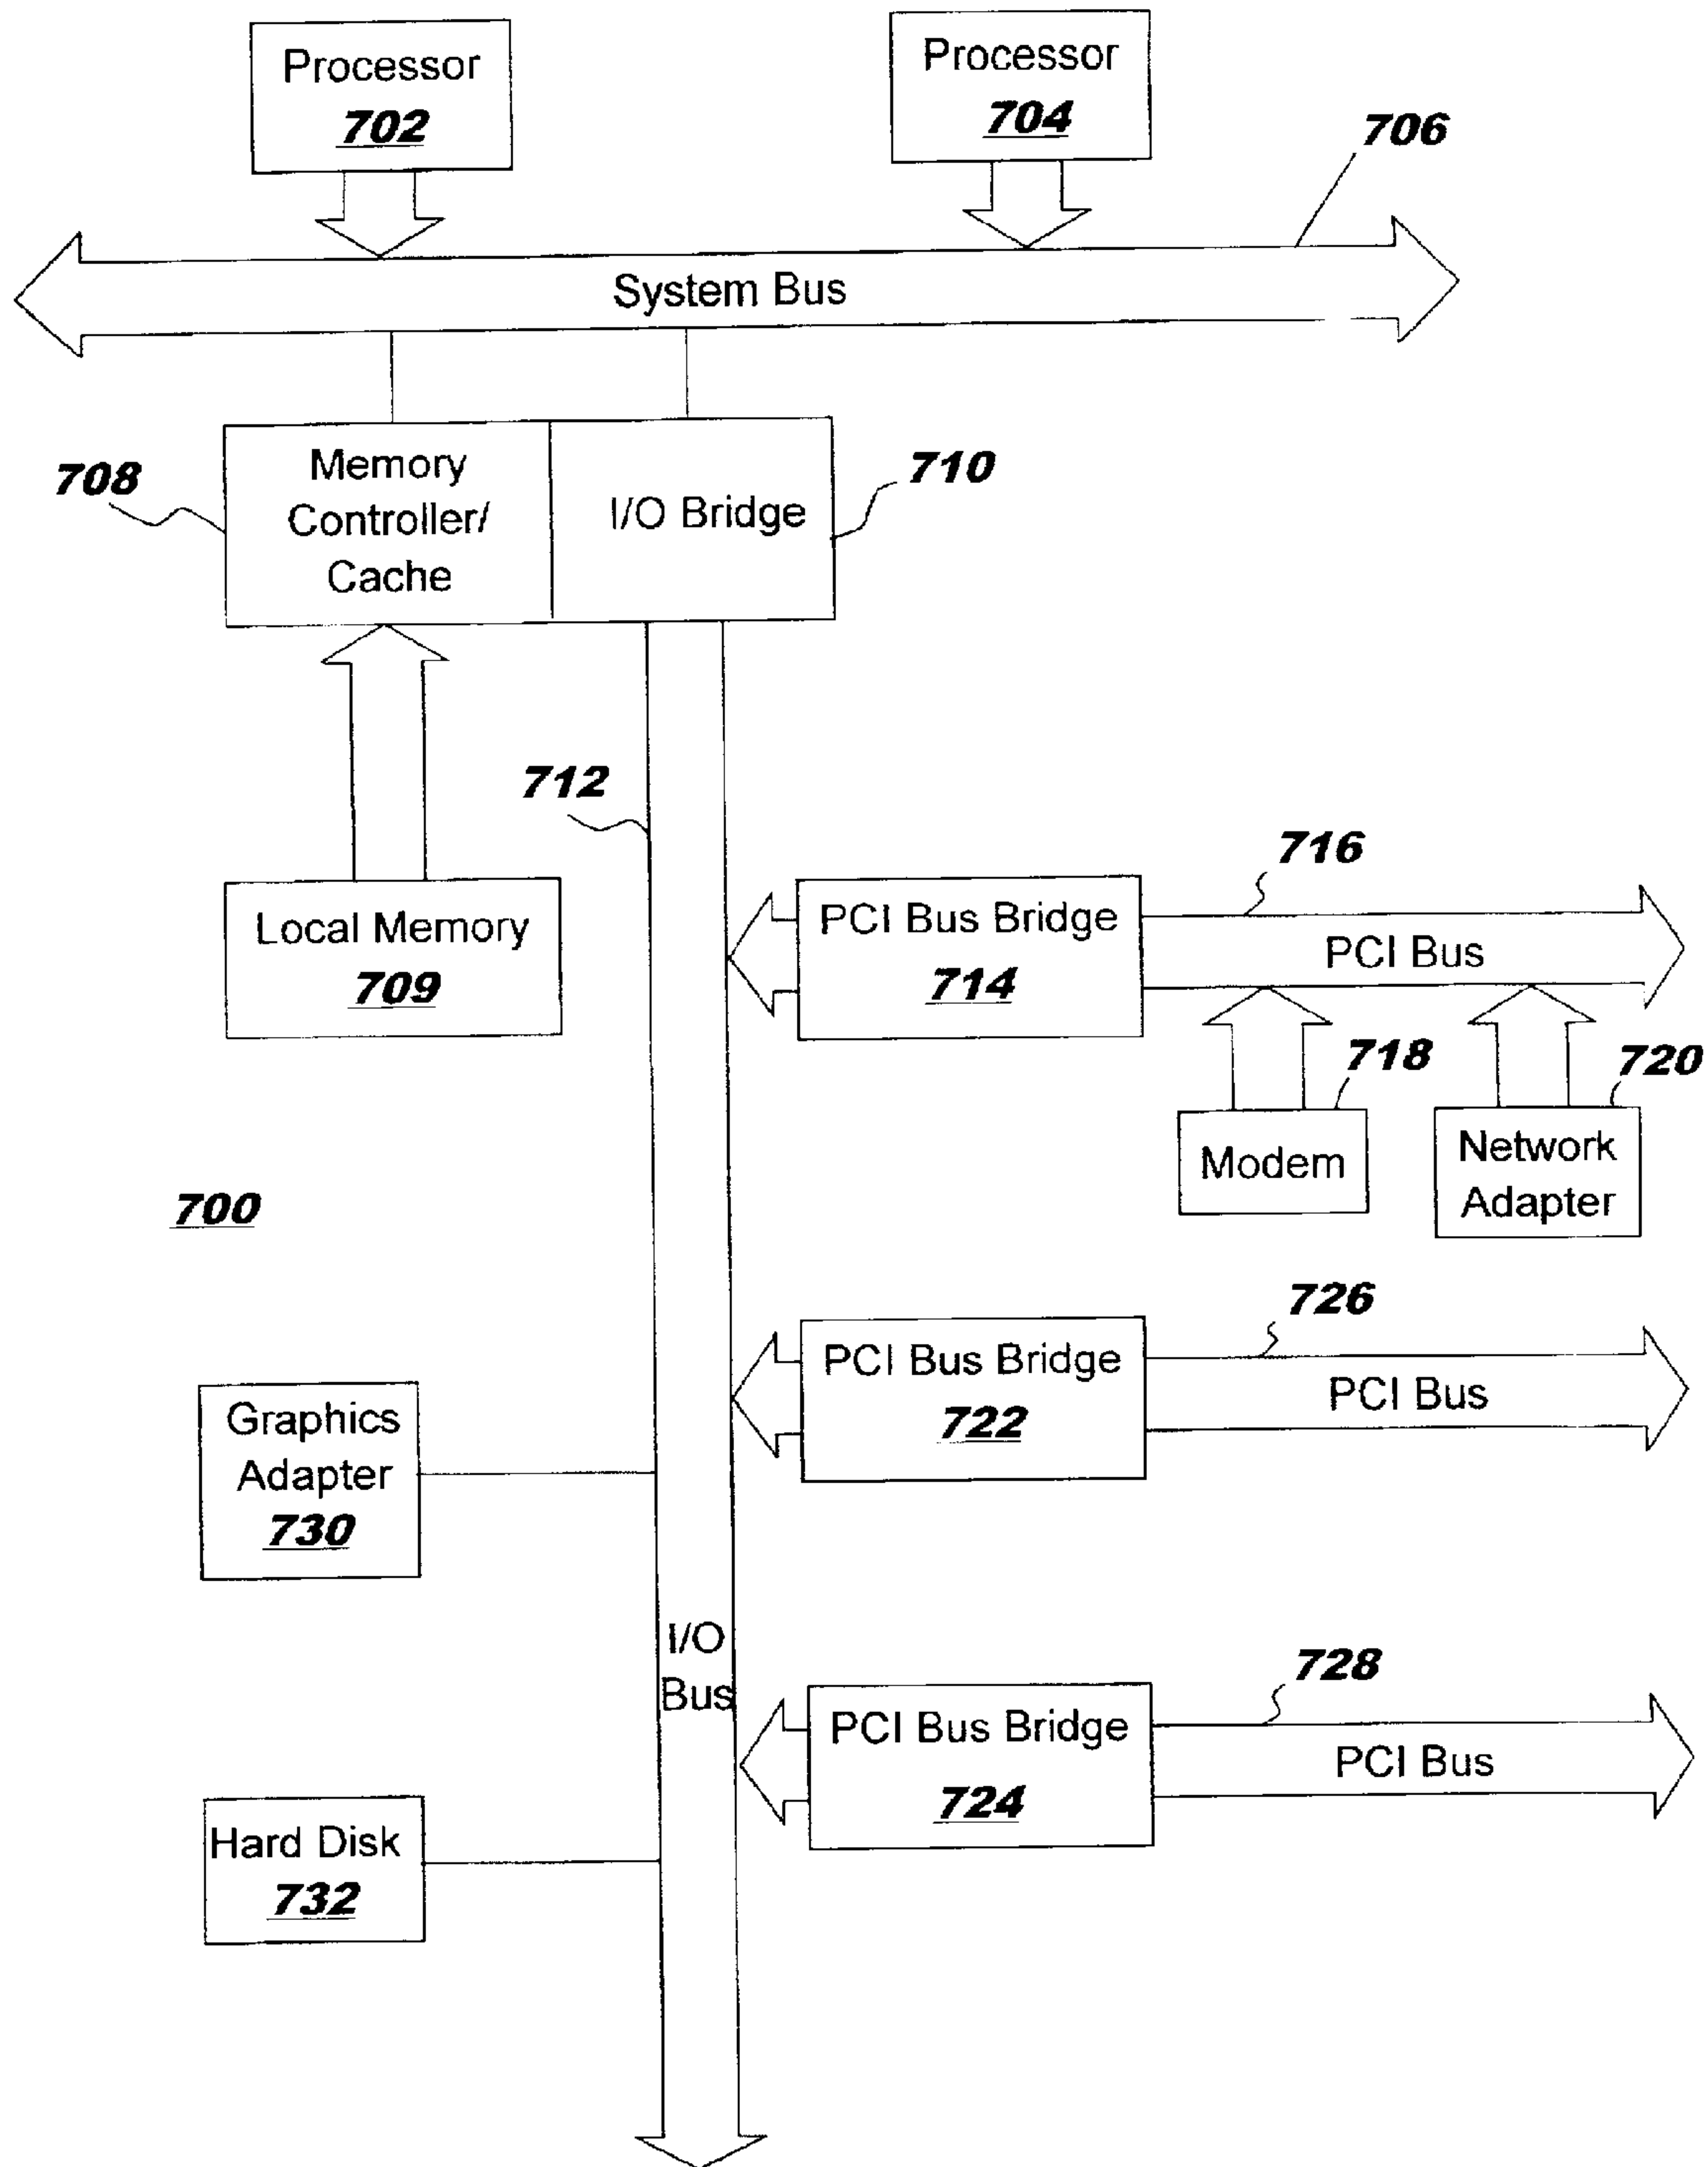 Processor
702
Processor
704
706
System Bus
708
Memory
Controller/
Cache
I/O Bridge
710
712
Local Memory
709
PCI Bus Bridge
714
716
PCI Bus
718
Modem
720
Network
Adapter
700
PCI Bus Bridge
722
726
PCI Bus
Graphics
Adapter
730
I/O
Bus
PCI Bus Bridge
724
728
PCI Bus
Hard Disk
732